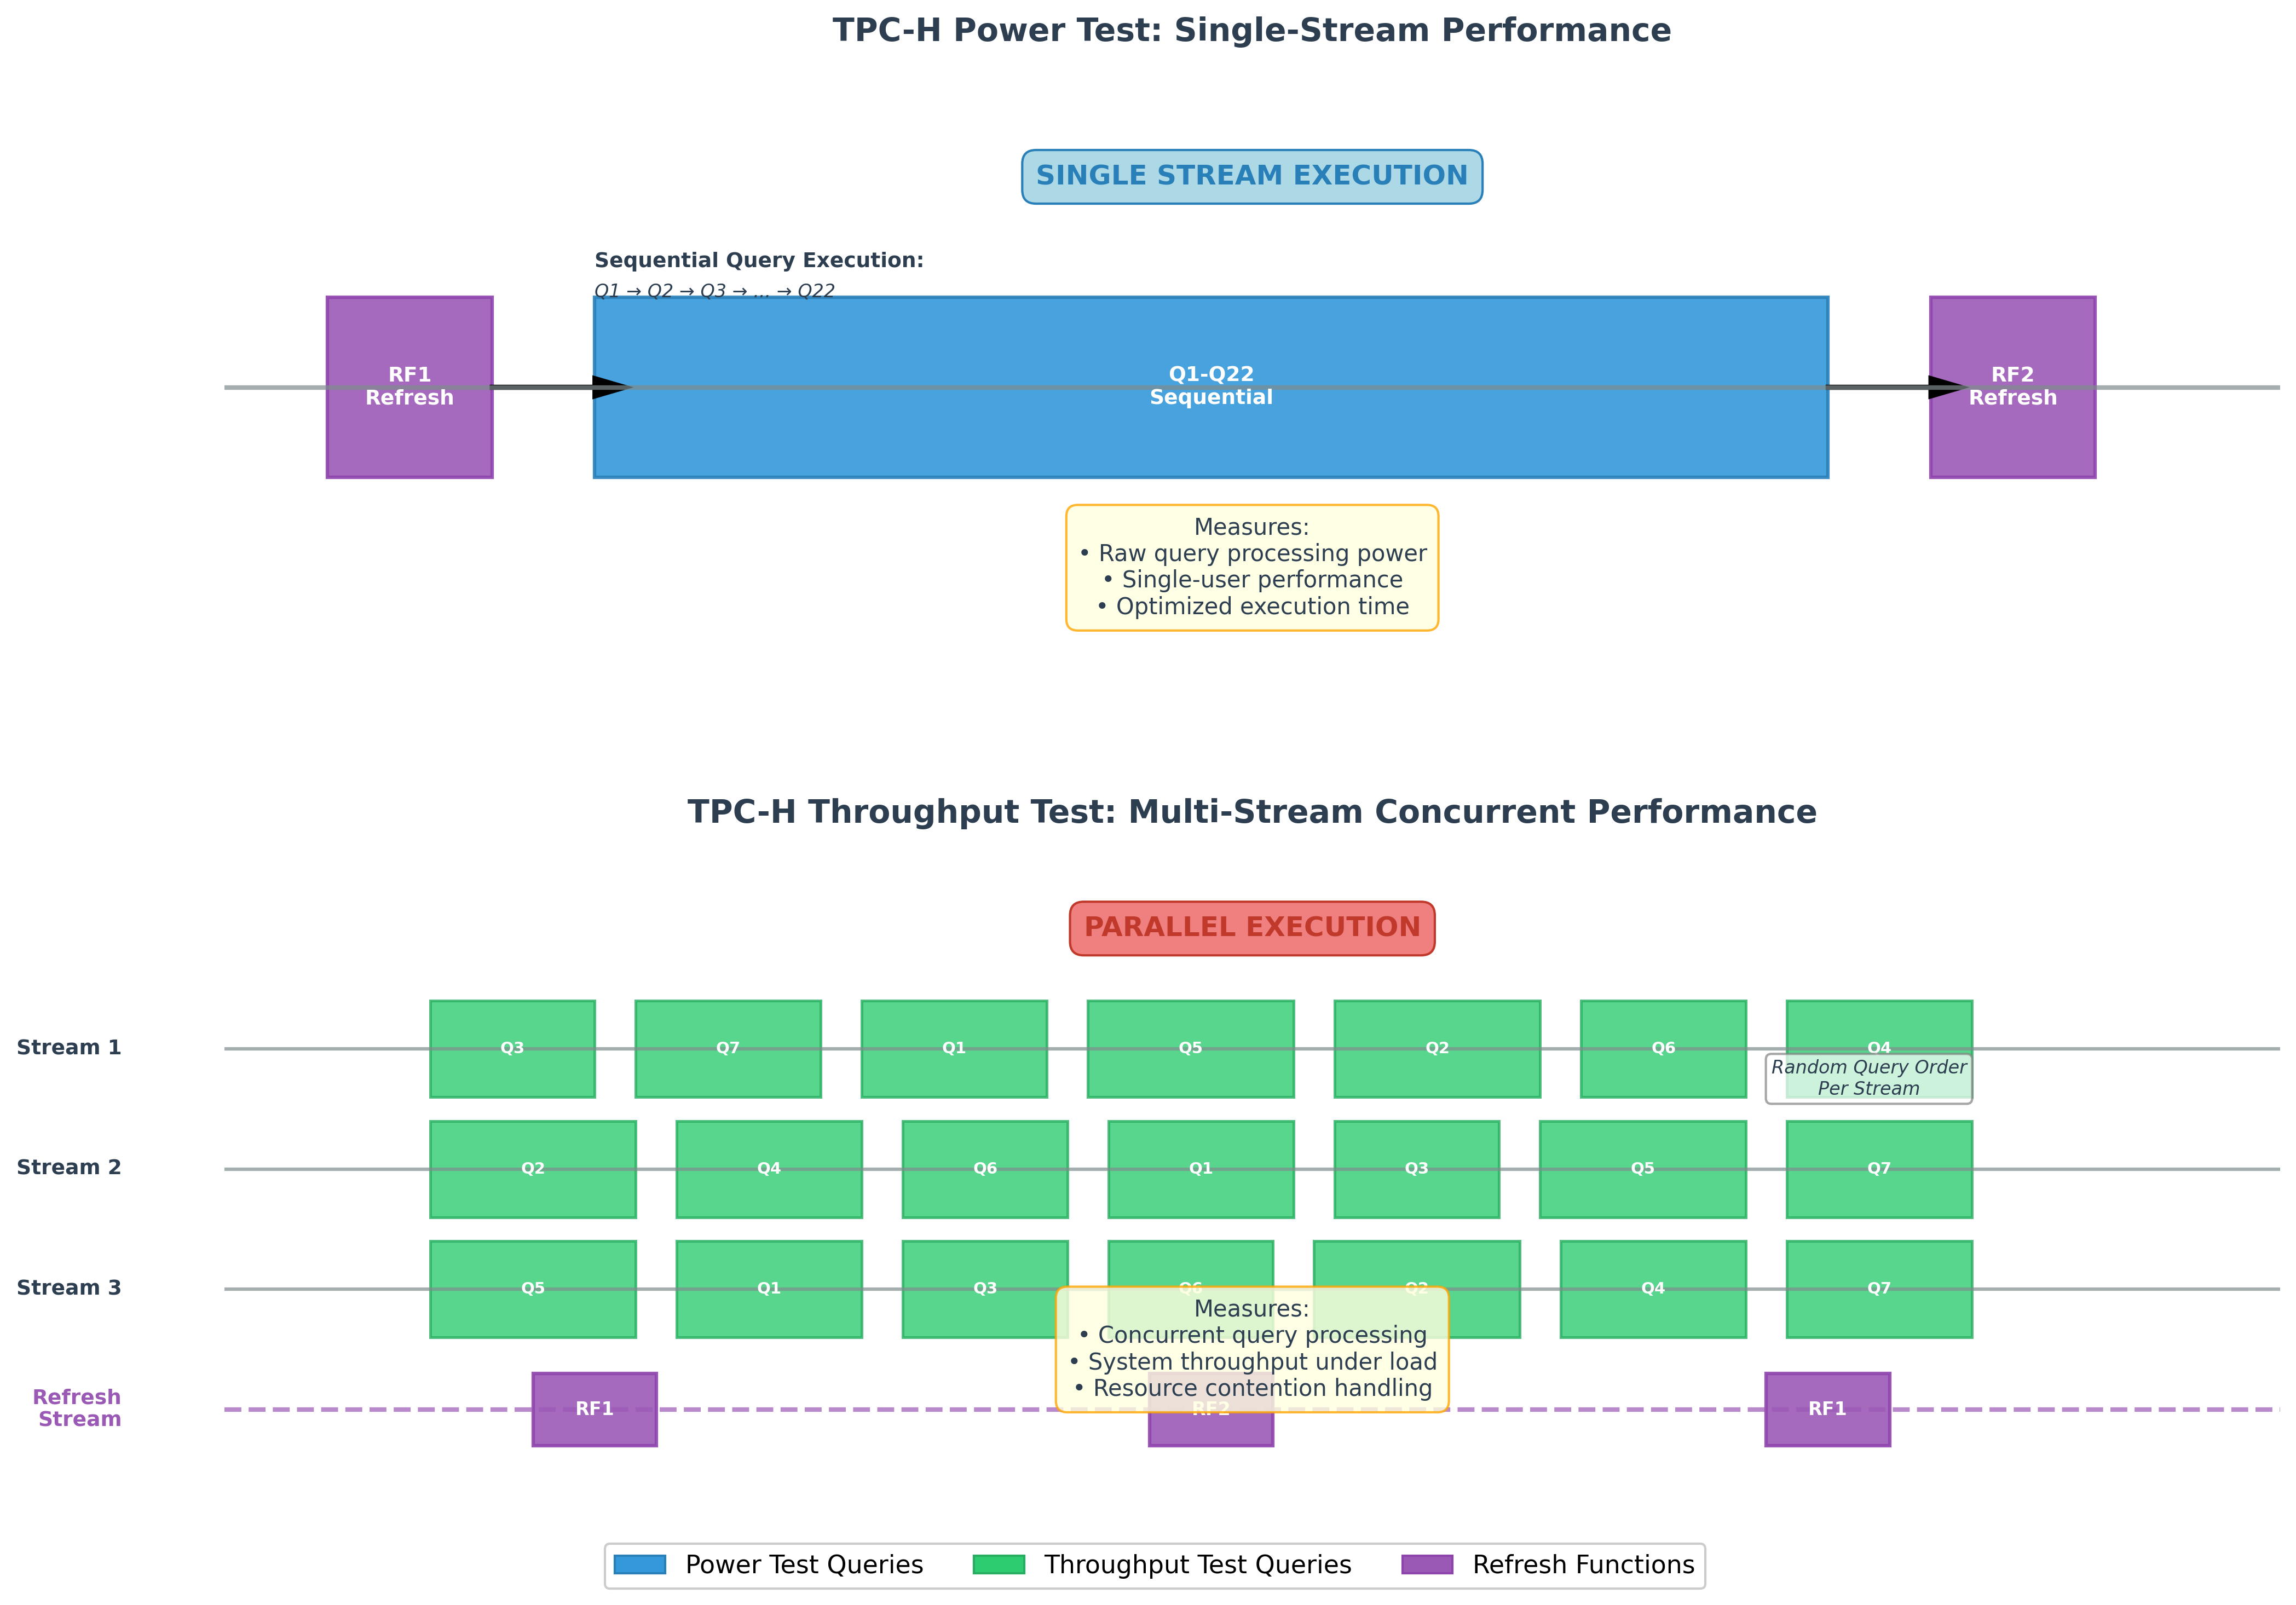 TPC-H Power Test: Single-Stream Performance
SINGLE STREAM EXECUTION
Sequential Query Execution:
Q1 → Q2 → Q3 → ... → Q22
RF1
Refresh
Q1-Q22
Sequential
RF2
Refresh
Measures:
• Raw query processing power
• Single-user performance
• Optimized execution time
TPC-H Throughput Test: Multi-Stream Concurrent Performance
PARALLEL EXECUTION
Stream 1
Q3
Q7
Q1
Q5
Q2
Q6
Q4
Random Query Order
Per Stream
Stream 2
Q2
Q4
Q6
Q1
Q3
Q5
Q7
Stream 3
Q5
Q1
Q3
Q6
Q2
Q4
Q7
Measures:
• Concurrent query processing
• System throughput under load
• Resource contention handling
Refresh
Stream
RF1
RF2
RF1
Power Test Queries
Throughput Test Queries
Refresh Functions